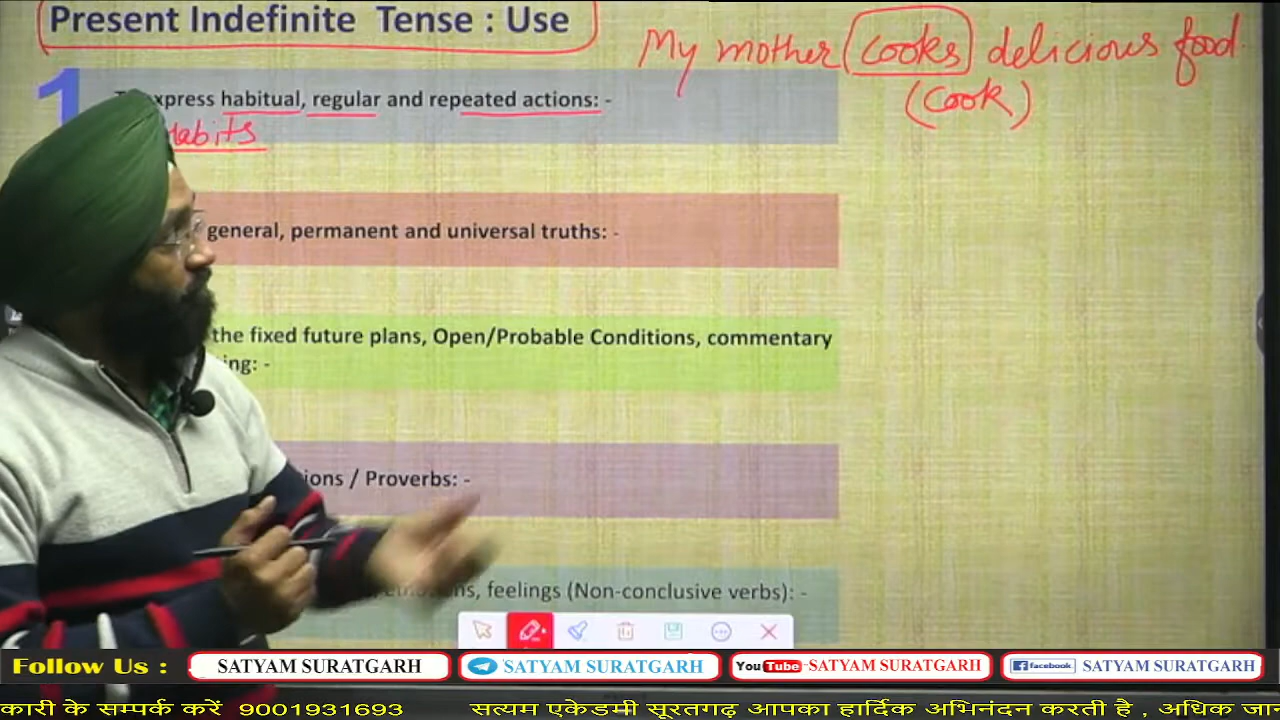 Present Indefinite Tense : Use
My mother cooks delicious food.
(Cook)
1
express habitual, regular and repeated actions: -
Habits
general, permanent and universal truths: -
the fixed future plans, Open/Probable Conditions, commentary
/ Proverbs: -
feelings (Non-conclusive verbs): -
Follow Us :
SATYAM SURATGARH
SATYAM SURATGARH
YouTube-SATYAM SURATGARH
facebook SATYAM SURATGARH
के सम्पर्क करें 9001931693 सत्यम एकेडमी सूरतगढ़ आपका हार्दिक अभिनंदन करती है , अधिक